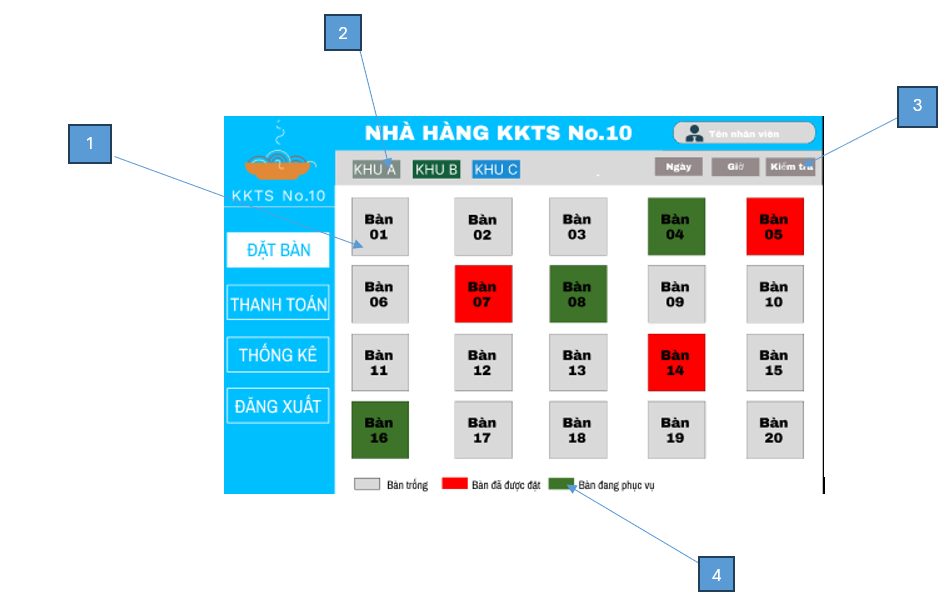 2
3
1
NHÀ HÀNG KKTS No.10
Tên nhân viên
KHU A KHU B KHU C
Ngày Giờ Kiểm tra
KKTS No.10
ĐẶT BÀN
THANH TOÁN
THỐNG KÊ
ĐĂNG XUẤT
Bàn 
01
Bàn
02
Bàn
03
Bàn
04
Bàn
05
Bàn
06
Bàn
07
Bàn
08
Bàn
09
Bàn
10
Bàn
11
Bàn
12
Bàn
13
Bàn
14
Bàn
15
Bàn
16
Bàn
17
Bàn
18
Bàn
19
Bàn
20
Bàn trống
Bàn đã được đặt
Bàn đang phục vụ
4